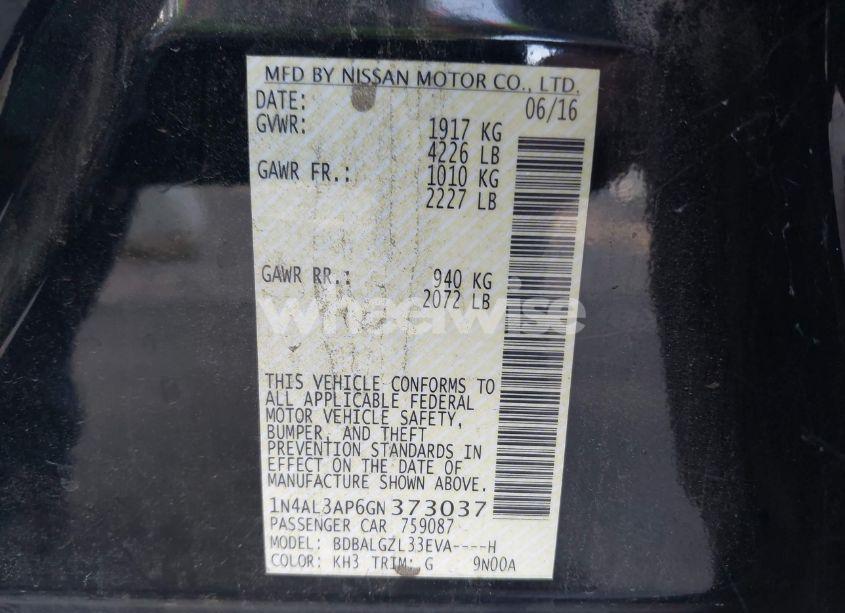 MFD BY NISSAN MOTOR CO., LTD.
DATE: 06/16
GVWR: 1917 KG
4226 LB
GAWR FR.: 1010 KG
2227 LB
GAWR RR.: 940 KG
2072 LB
wheelwise
THIS VEHICLE CONFORMS TO
ALL APPLICABLE FEDERAL
MOTOR VEHICLE SAFETY,
BUMPER, AND THEFT
PREVENTION STANDARDS IN
EFFECT ON THE DATE OF
MANUFACTURE SHOWN ABOVE.
1N4AL3AP6GN373037
PASSENGER CAR 759087
MODEL: BDBALGZL33EVA----H
COLOR: KH3 TRIM: G 9N00A